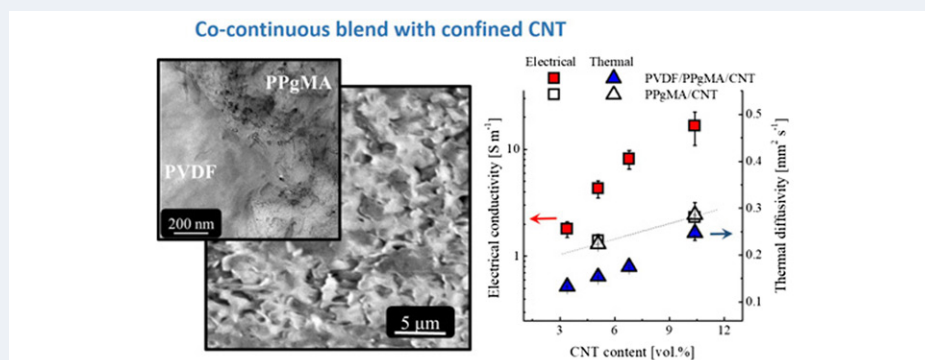 Co-continuous blend with confined CNT
PPgMA
PVDF
200 nm
5 μm
Electrical Thermal
PVDF/PPgMA/CNT
PPgMA/CNT
Electrical conductivity [S m⁻¹]
10
1
Thermal diffusivity [mm² s⁻¹]
0.5
0.4
0.3
0.2
0.1
3 6 9 12
CNT content [vol.%]